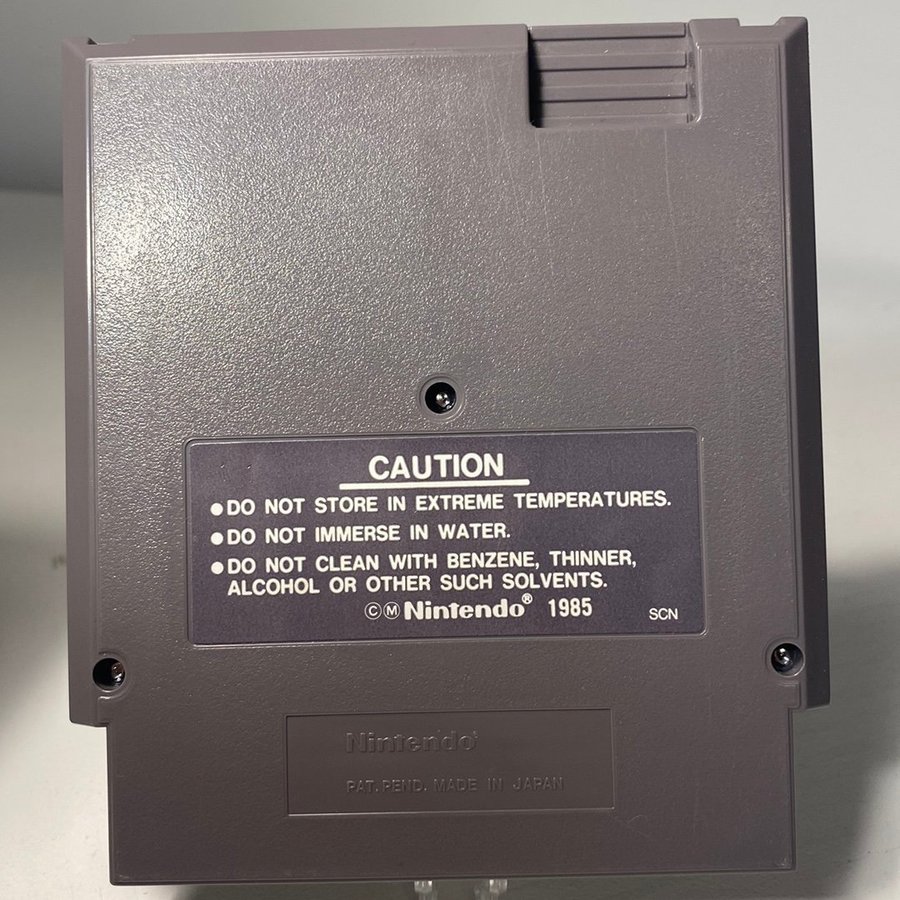 CAUTION
●DO NOT STORE IN EXTREME TEMPERATURES.
●DO NOT IMMERSE IN WATER.
●DO NOT CLEAN WITH BENZENE, THINNER,
ALCOHOL OR OTHER SUCH SOLVENTS.
ⒸⓂNintendo® 1985
SCN
Nintendo®
PAT. PEND. MADE IN JAPAN